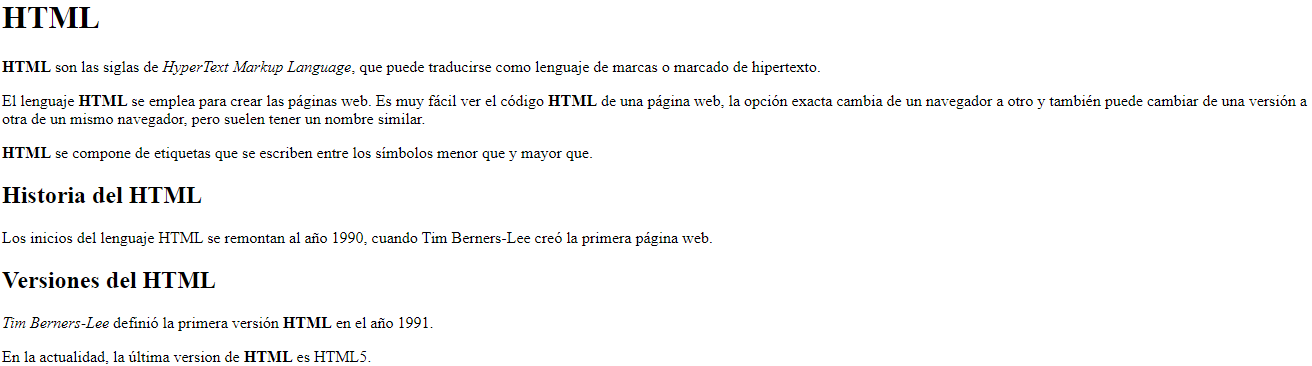 HTML
HTML son las siglas de HyperText Markup Language, que puede traducirse como lenguaje de marcas o marcado de hipertexto.
El lenguaje HTML se emplea para crear las páginas web. Es muy fácil ver el código HTML de una página web, la opción exacta cambia de un navegador a otro y también puede cambiar de una versión a
otra de un mismo navegador, pero suelen tener un nombre similar.
HTML se compone de etiquetas que se escriben entre los símbolos menor que y mayor que.
Historia del HTML
Los inicios del lenguaje HTML se remontan al año 1990, cuando Tim Berners-Lee creó la primera página web.
Versiones del HTML
Tim Berners-Lee definió la primera versión HTML en el año 1991.
En la actualidad, la última version de HTML es HTML5.